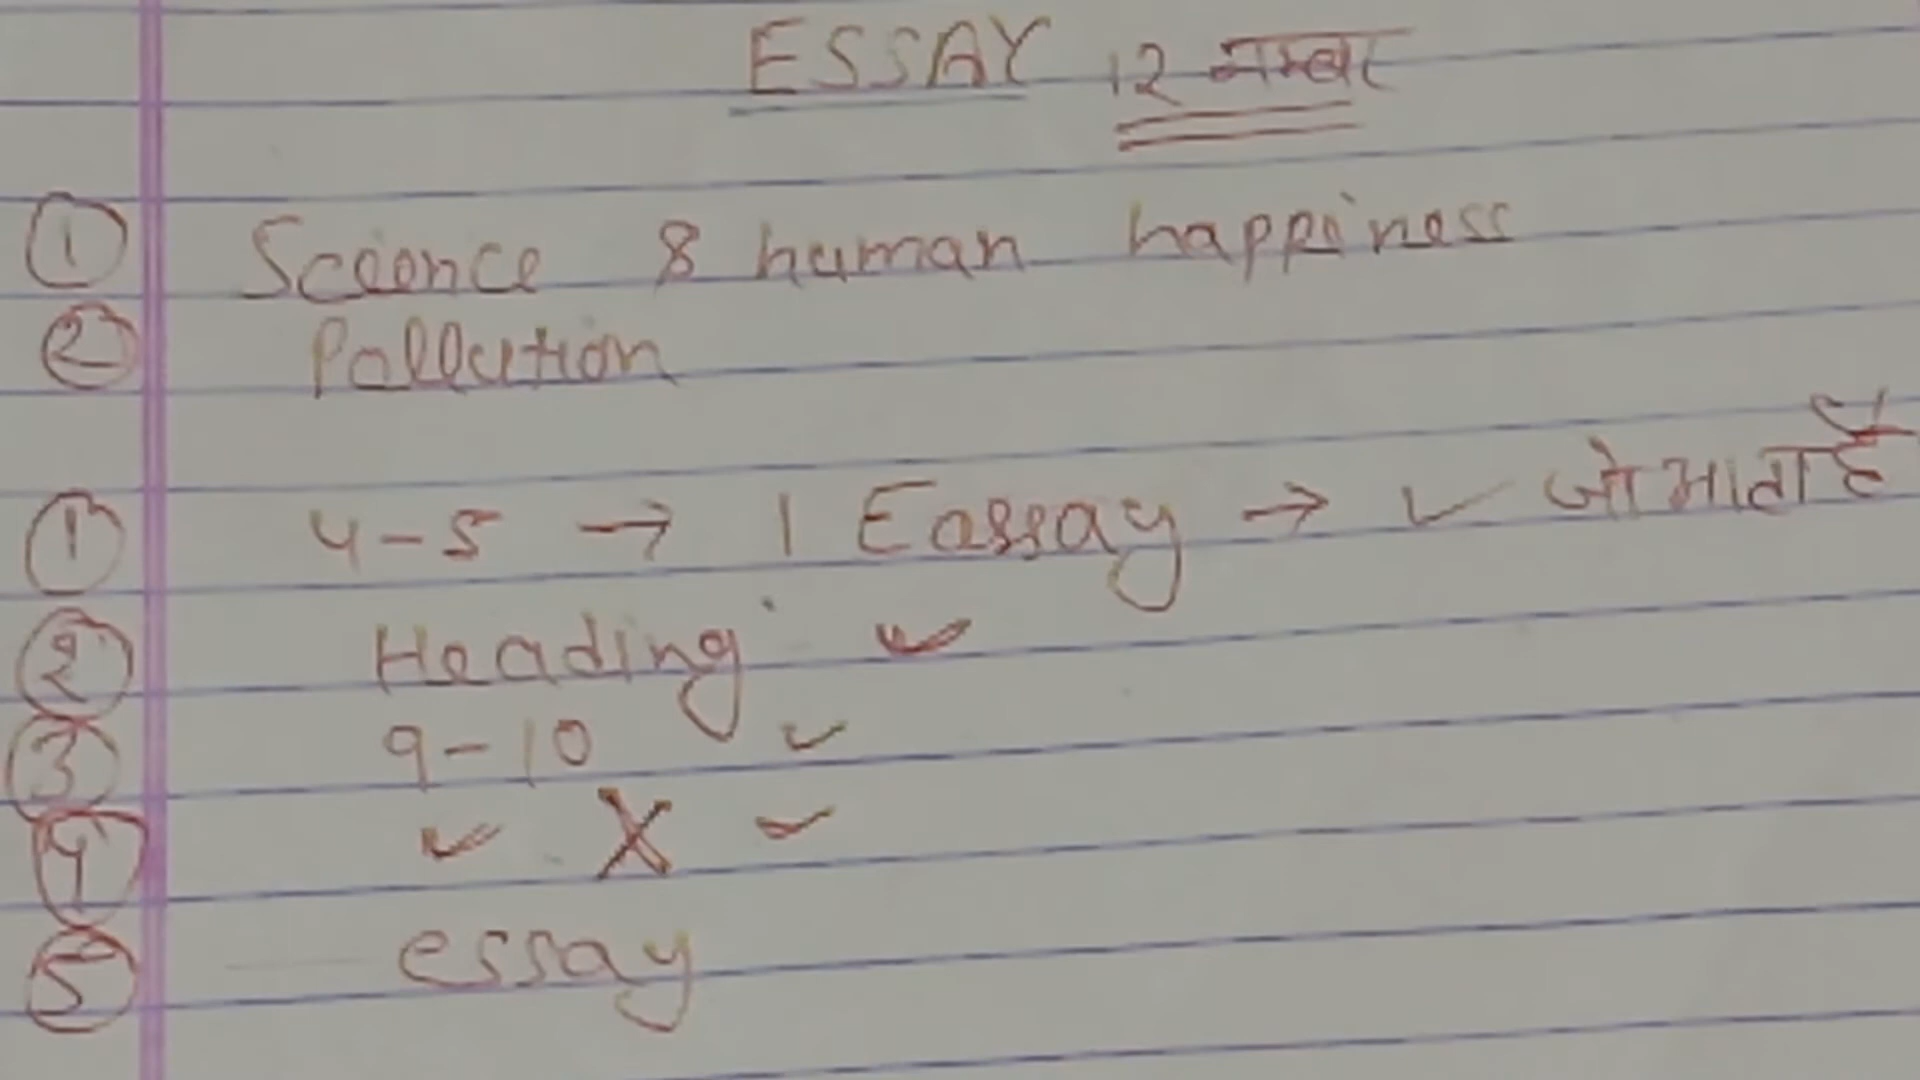 ESSAY 12 नम्बर
① Science & human happiness
② Pollution
① 4-5 → 1 Eassay → ✓ जो आता है
② Heading ✓
③ 9-10 ✓
④ ✓ X ✓
⑤ essay